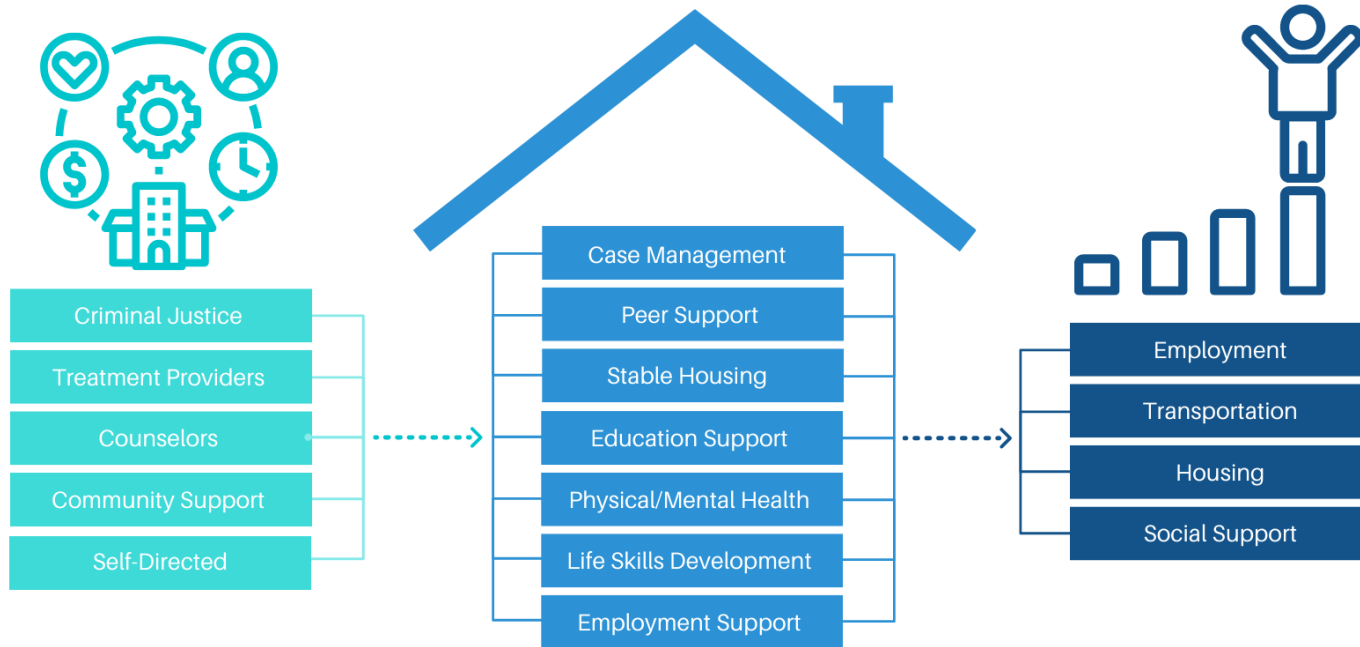 Criminal Justice
Treatment Providers
Counselors
Community Support
Self-Directed
Case Management
Peer Support
Stable Housing
Education Support
Physical/Mental Health
Life Skills Development
Employment Support
Employment
Transportation
Housing
Social Support